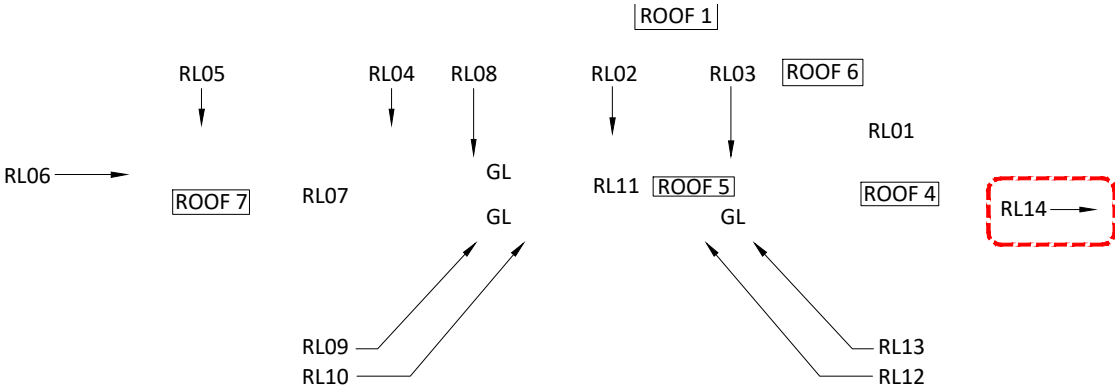 ROOF 1
RL05
RL04
RL08
RL02
RL03
ROOF 6
RL01
RL06
GL
RL11
ROOF 5
ROOF 7
RL07
ROOF 4
RL14
GL
GL
RL09
RL13
RL10
RL12